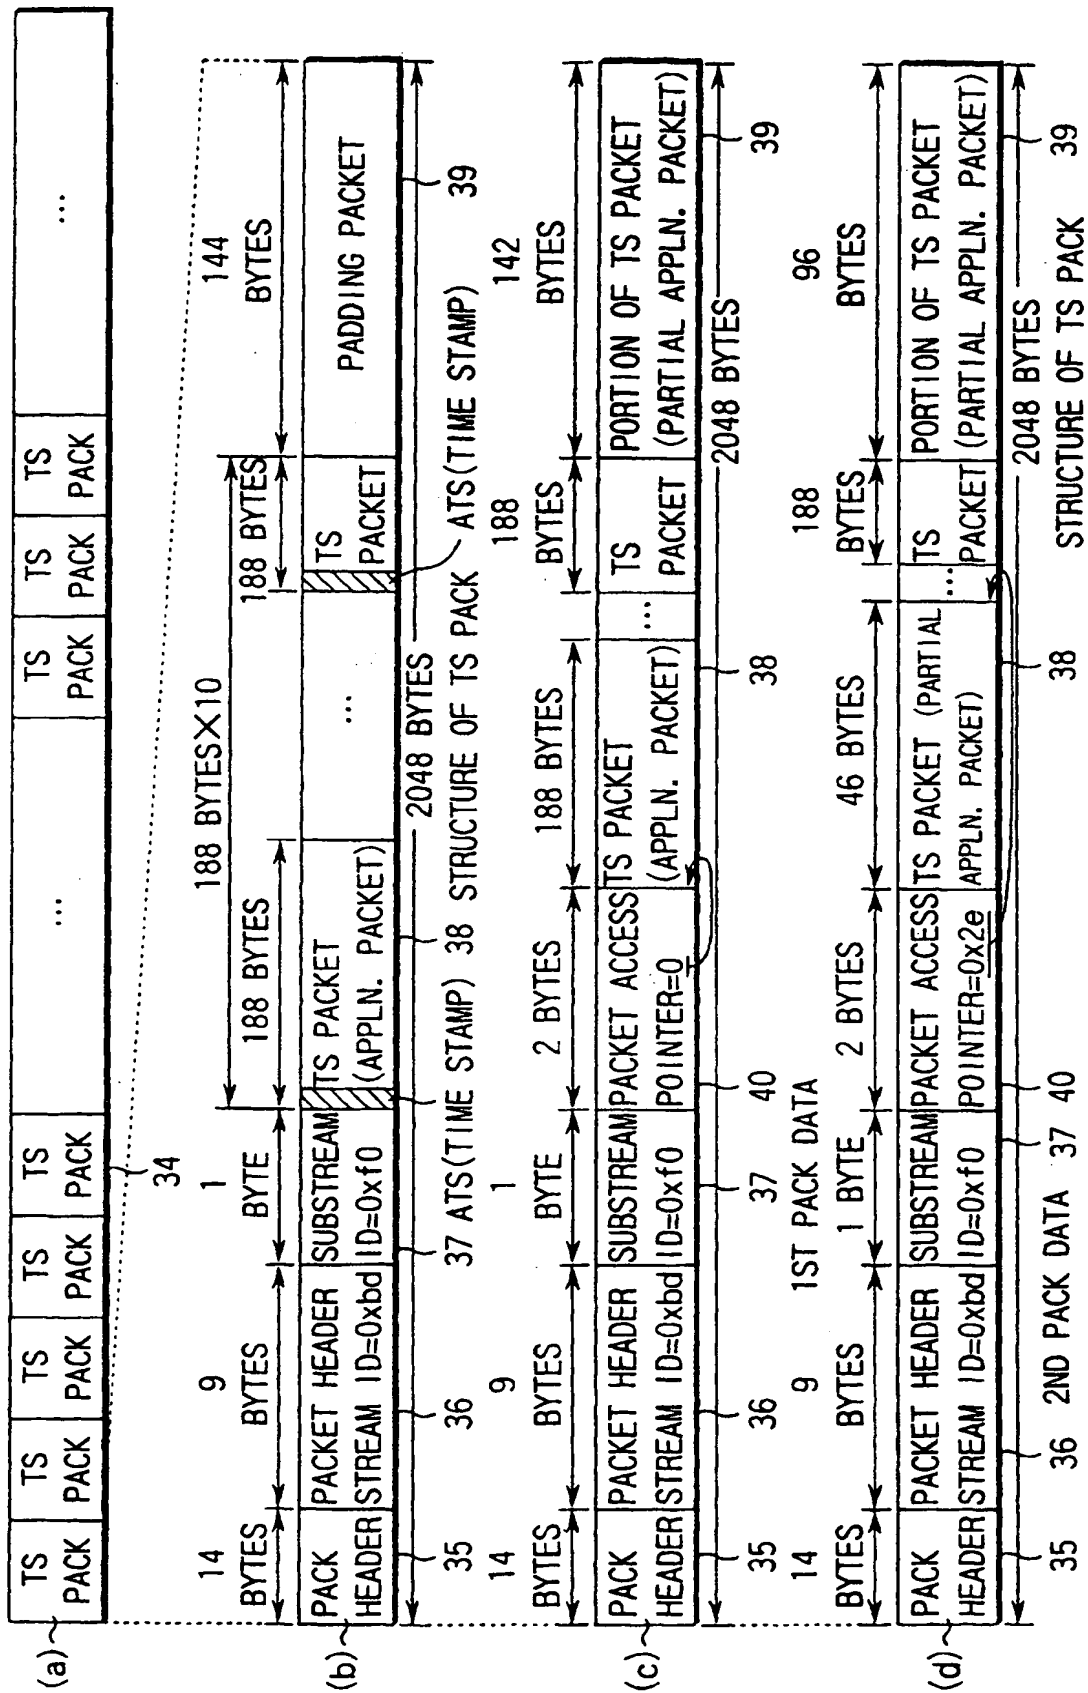 (a)
TS PACK
TS PACK
TS PACK
TS PACK
TS PACK
...
TS PACK
TS PACK
TS PACK
...
34
14 BYTES
9 BYTES
1 BYTE
188 BYTES×10
188 BYTES
188 BYTES
144 BYTES
(b)
PACK HEADER
PACKET HEADER STREAM ID=0xbd
SUBSTREAM ID=0xf0
TS PACKET (APPLN. PACKET)
...
TS PACKET
PADDING PACKET
2048 BYTES
35
36
37 ATS(TIME STAMP)
38 STRUCTURE OF TS PACK
ATS(TIME STAMP)
39
14 BYTES
9 BYTES
1 BYTE
2 BYTES
188 BYTES
188 BYTES
142 BYTES
(c)
PACK HEADER
PACKET HEADER STREAM ID=0xbd
SUBSTREAM ID=0xf0
PACKET ACCESS POINTER=0
TS PACKET (APPLN. PACKET)
...
TS PACKET
PORTION OF TS PACKET (PARTIAL APPLN. PACKET)
2048 BYTES
35
36
37
40
38
39
1ST PACK DATA
14 BYTES
9 BYTES
1 BYTE
2 BYTES
46 BYTES
188 BYTES
96 BYTES
(d)
PACK HEADER
PACKET HEADER STREAM ID=0xbd
SUBSTREAM ID=0xf0
PACKET ACCESS POINTER=0x2e
TS PACKET (PARTIAL APPLN. PACKET)
...
TS PACKET
PORTION OF TS PACKET (PARTIAL APPLN. PACKET)
2048 BYTES
35
36
2ND PACK DATA
37
40
38
39
STRUCTURE OF TS PACK